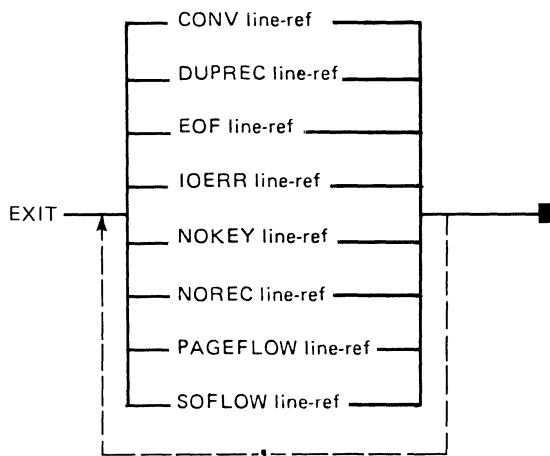 CONV line-ref
DUPREC line-ref
EOF line-ref
IOERR line-ref
EXIT
NOKEY line-ref
NOREC line-ref
PAGEFLOW line-ref
SOFLOW line-ref